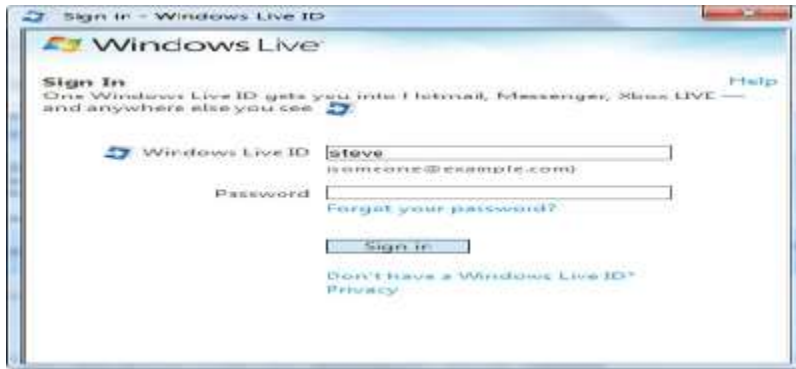 Sign in - Windows Live ID
Windows Live
Sign In
Help
One Windows Live ID gets you into Hotmail, Messenger, Xbox LIVE —
and anywhere else you see
Windows Live ID
steve
(someone@example.com)
Password
Forgot your password?
Sign in
Don't have a Windows Live ID?
Privacy